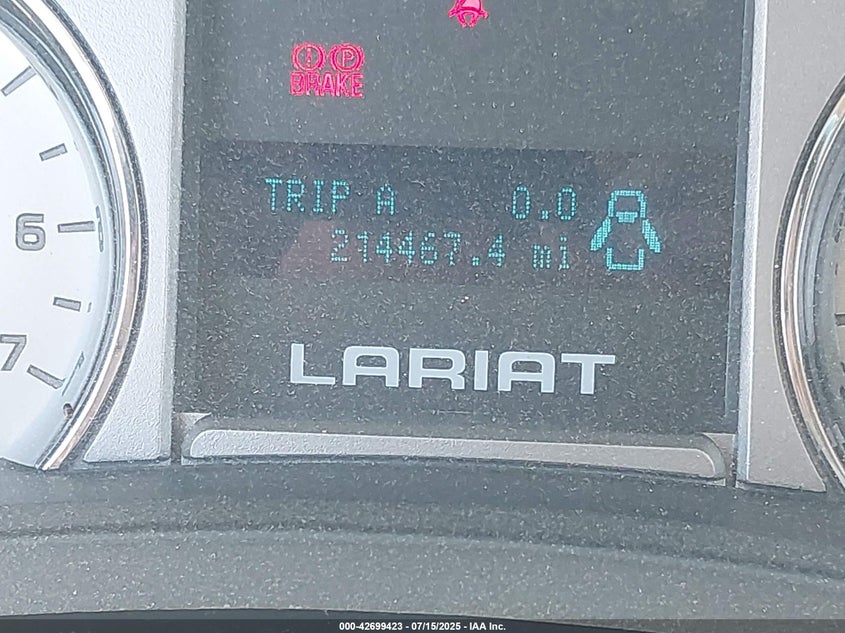 BRAKE
TRIP A 0.0
214467.4 mi
6
7
LARIAT
000-42699423 - 07/15/2025 - IAA Inc.